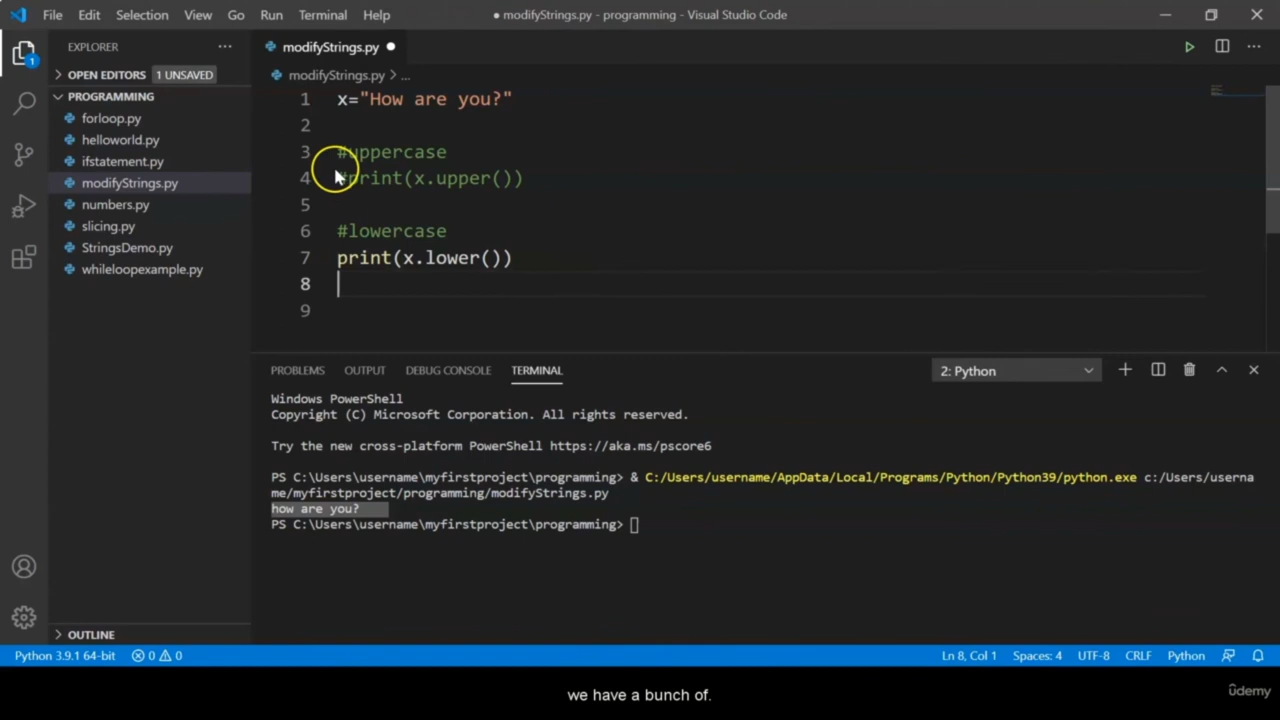 File Edit Selection View Go Run Terminal Help
● modifyStrings.py - programming - Visual Studio Code
EXPLORER
1
OPEN EDITORS 1 UNSAVED
PROGRAMMING
forloop.py
helloworld.py
ifstatement.py
modifyStrings.py
numbers.py
slicing.py
StringsDemo.py
whileloopexample.py
OUTLINE
modifyStrings.py ●
modifyStrings.py > ...
1 x="How are you?"
2
3 #uppercase
4 #print(x.upper())
5
6 #lowercase
7 print(x.lower())
8
9
PROBLEMS OUTPUT DEBUG CONSOLE TERMINAL 2: Python
Windows PowerShell
Copyright (C) Microsoft Corporation. All rights reserved.
Try the new cross-platform PowerShell https://aka.ms/pscore6
PS C:\Users\username\myfirstproject\programming> & C:/Users/username/AppData/Local/Programs/Python/Python39/python.exe c:/Users/userna
me/myfirstproject/programming/modifyStrings.py
how are you?
PS C:\Users\username\myfirstproject\programming>
Python 3.9.1 64-bit 0 0 Ln 8, Col 1 Spaces: 4 UTF-8 CRLF Python
we have a bunch of.
ûdemy